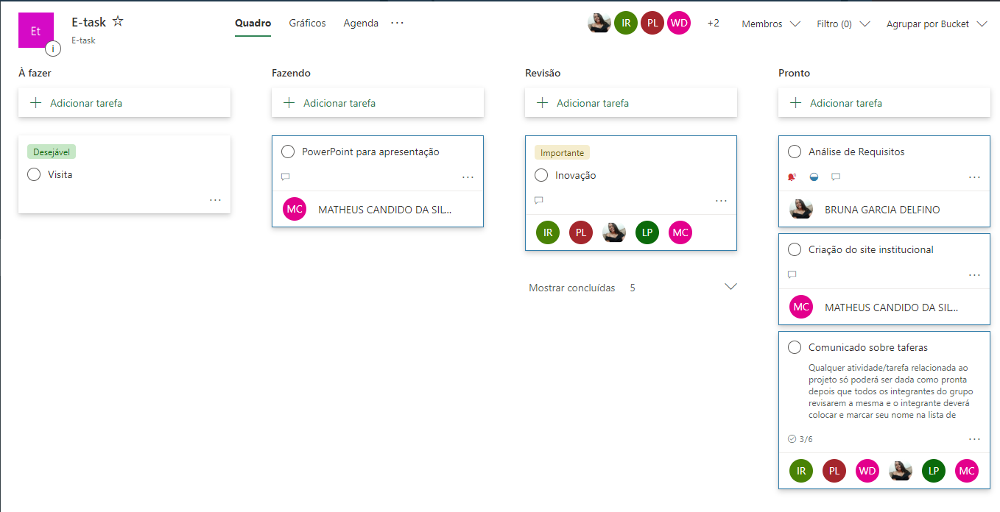 Et
E-task
E-task
Quadro Gráficos Agenda ...
IR PL WD +2 Membros Filtro (0) Agrupar por Bucket
À fazer
Adicionar tarefa
Desejável
Visita
Fazendo
Adicionar tarefa
PowerPoint para apresentação
MC MATHEUS CANDIDO DA SIL...
Revisão
Adicionar tarefa
Importante
Inovação
IR PL LP MC
Mostrar concluídas 5
Pronto
Adicionar tarefa
Análise de Requisitos
BRUNA GARCIA DELFINO
Criação do site institucional
MC MATHEUS CANDIDO DA SIL...
Comunicado sobre taferas
Qualquer atividade/tarefa relacionada ao
projeto só poderá ser dada como pronta
depois que todos os integrantes do grupo
revisarem a mesma e o integrante deverá
colocar e marcar seu nome na lista de
3/6
IR PL WD LP MC